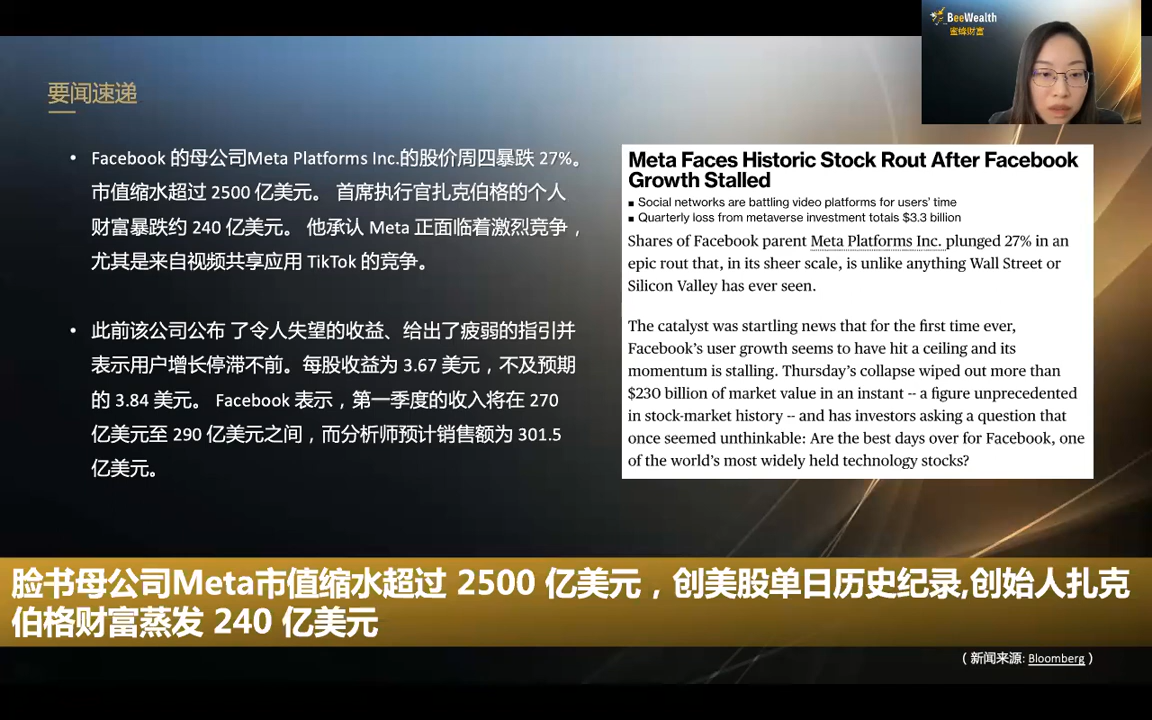 BeeWealth
蜜蜂财富
要闻速递
• Facebook 的母公司Meta Platforms Inc.的股价周四暴跌 27%。
市值缩水超过 2500 亿美元。 首席执行官扎克伯格的个人
财富暴跌约 240 亿美元。 他承认 Meta 正面临着激烈竞争，
尤其是来自视频共享应用 TikTok 的竞争。
• 此前该公司公布 了令人失望的收益、给出了疲弱的指引并
表示用户增长停滞不前。每股收益为 3.67 美元，不及预期
的 3.84 美元。 Facebook 表示，第一季度的收入将在 270
亿美元至 290 亿美元之间，而分析师预计销售额为 301.5
亿美元。
Meta Faces Historic Stock Rout After Facebook
Growth Stalled
■ Social networks are battling video platforms for users' time
■ Quarterly loss from metaverse investment totals $3.3 billion
Shares of Facebook parent Meta Platforms Inc. plunged 27% in an
epic rout that, in its sheer scale, is unlike anything Wall Street or
Silicon Valley has ever seen.
The catalyst was startling news that for the first time ever,
Facebook's user growth seems to have hit a ceiling and its
momentum is stalling. Thursday's collapse wiped out more than
$230 billion of market value in an instant -- a figure unprecedented
in stock-market history -- and has investors asking a question that
once seemed unthinkable: Are the best days over for Facebook, one
of the world's most widely held technology stocks?
脸书母公司Meta市值缩水超过 2500 亿美元，创美股单日历史纪录,创始人扎克
伯格财富蒸发 240 亿美元
（ 新闻来源: Bloomberg ）